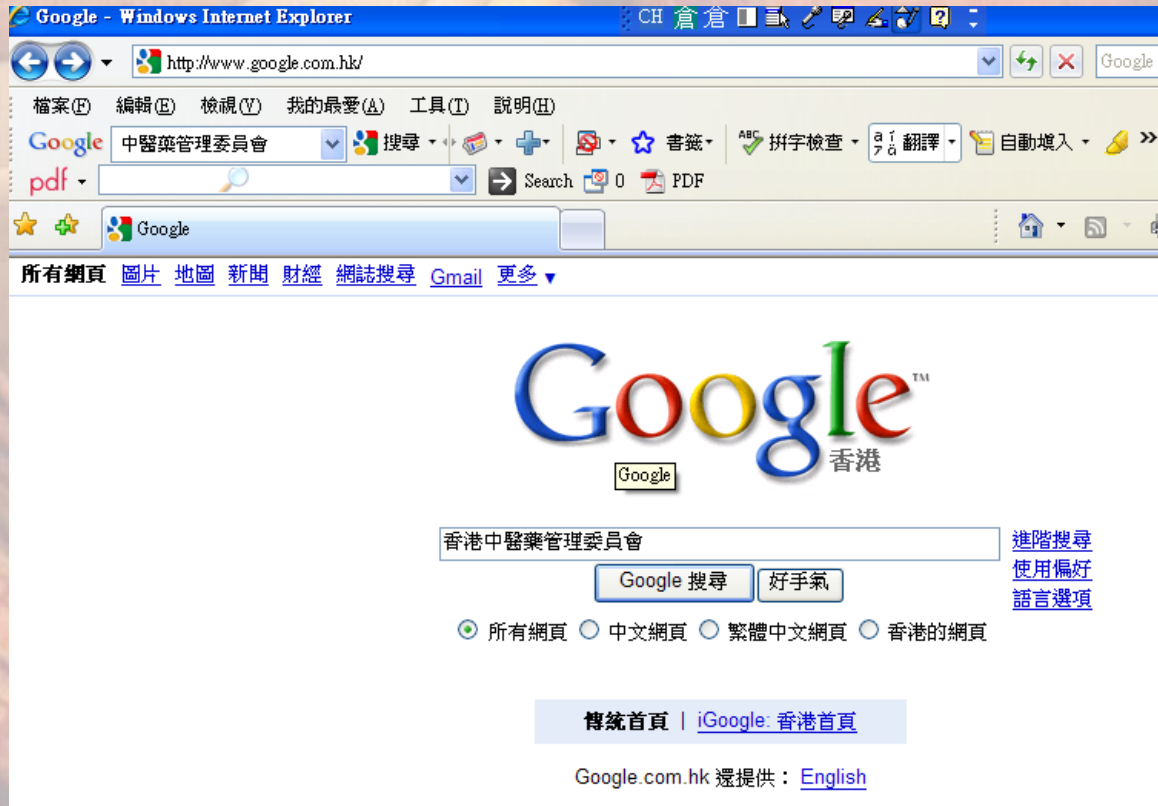 Google - Windows Internet Explorer
CH 倉 倉
http://www.google.com.hk/
Google
檔案(F) 編輯(E) 檢視(V) 我的最愛(A) 工具(T) 說明(H)
Google 中醫藥管理委員會 搜尋 書籤 ABC 拼字檢查 翻譯 自動填入 »
pdf Search 0 PDF
Google
所有網頁 圖片 地圖 新聞 財經 網誌搜尋 Gmail 更多 ▼
Google™
香港
Google
香港中醫藥管理委員會
進階搜尋
Google 搜尋 好手氣
使用偏好
語言選項
所有網頁 中文網頁 繁體中文網頁 香港的網頁
傳統首頁 | iGoogle: 香港首頁
Google.com.hk 還提供： English